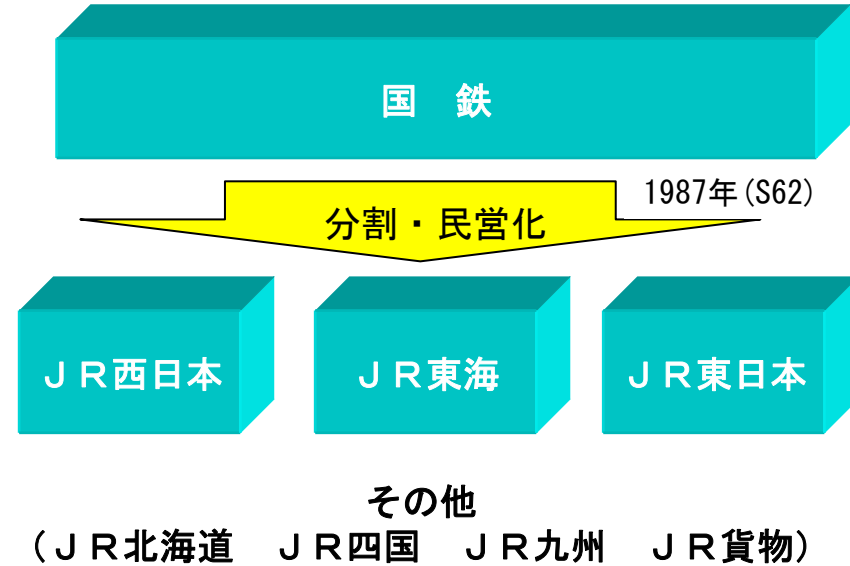 国　鉄
1987年(S62)
分割・民営化
ＪＲ西日本
ＪＲ東海
ＪＲ東日本
その他
（ＪＲ北海道　ＪＲ四国　ＪＲ九州　ＪＲ貨物）